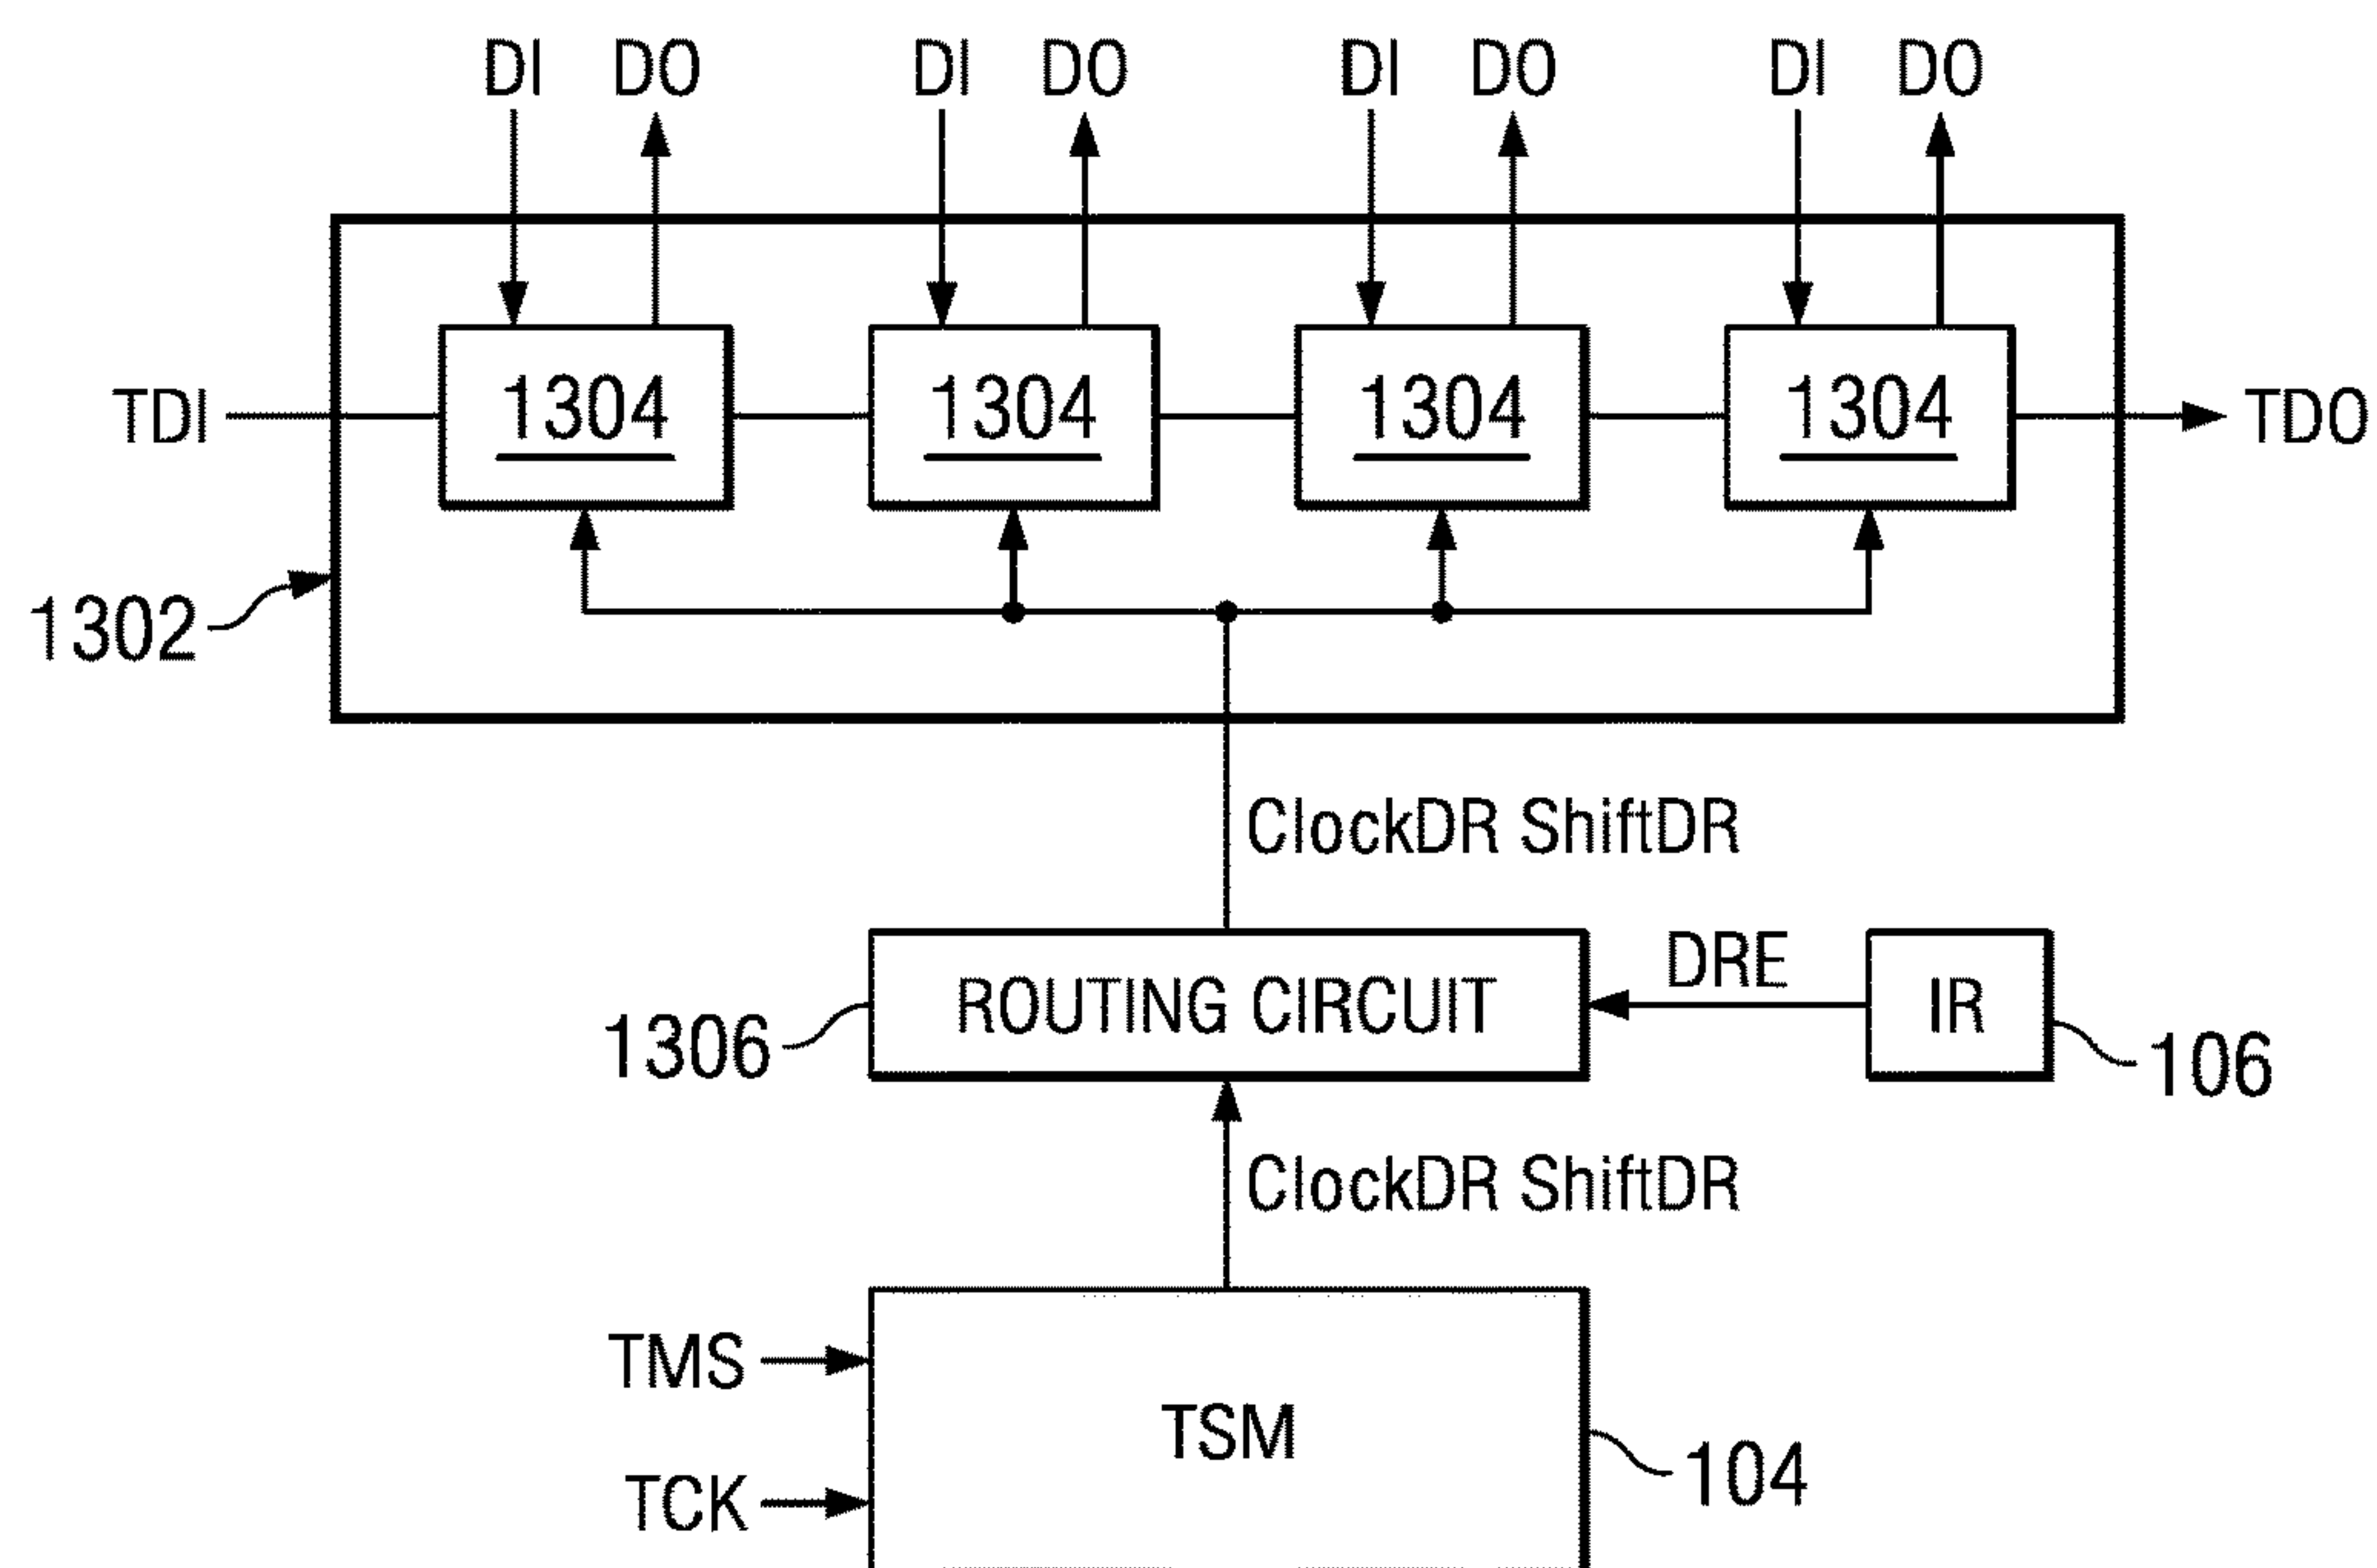 DI DO DI DO DI DO DI DO
TDI 1304 1304 1304 1304 TDO
1302
ClockDR ShiftDR
ROUTING CIRCUIT DRE IR
1306 106
ClockDR ShiftDR
TMS
TSM
TCK 104